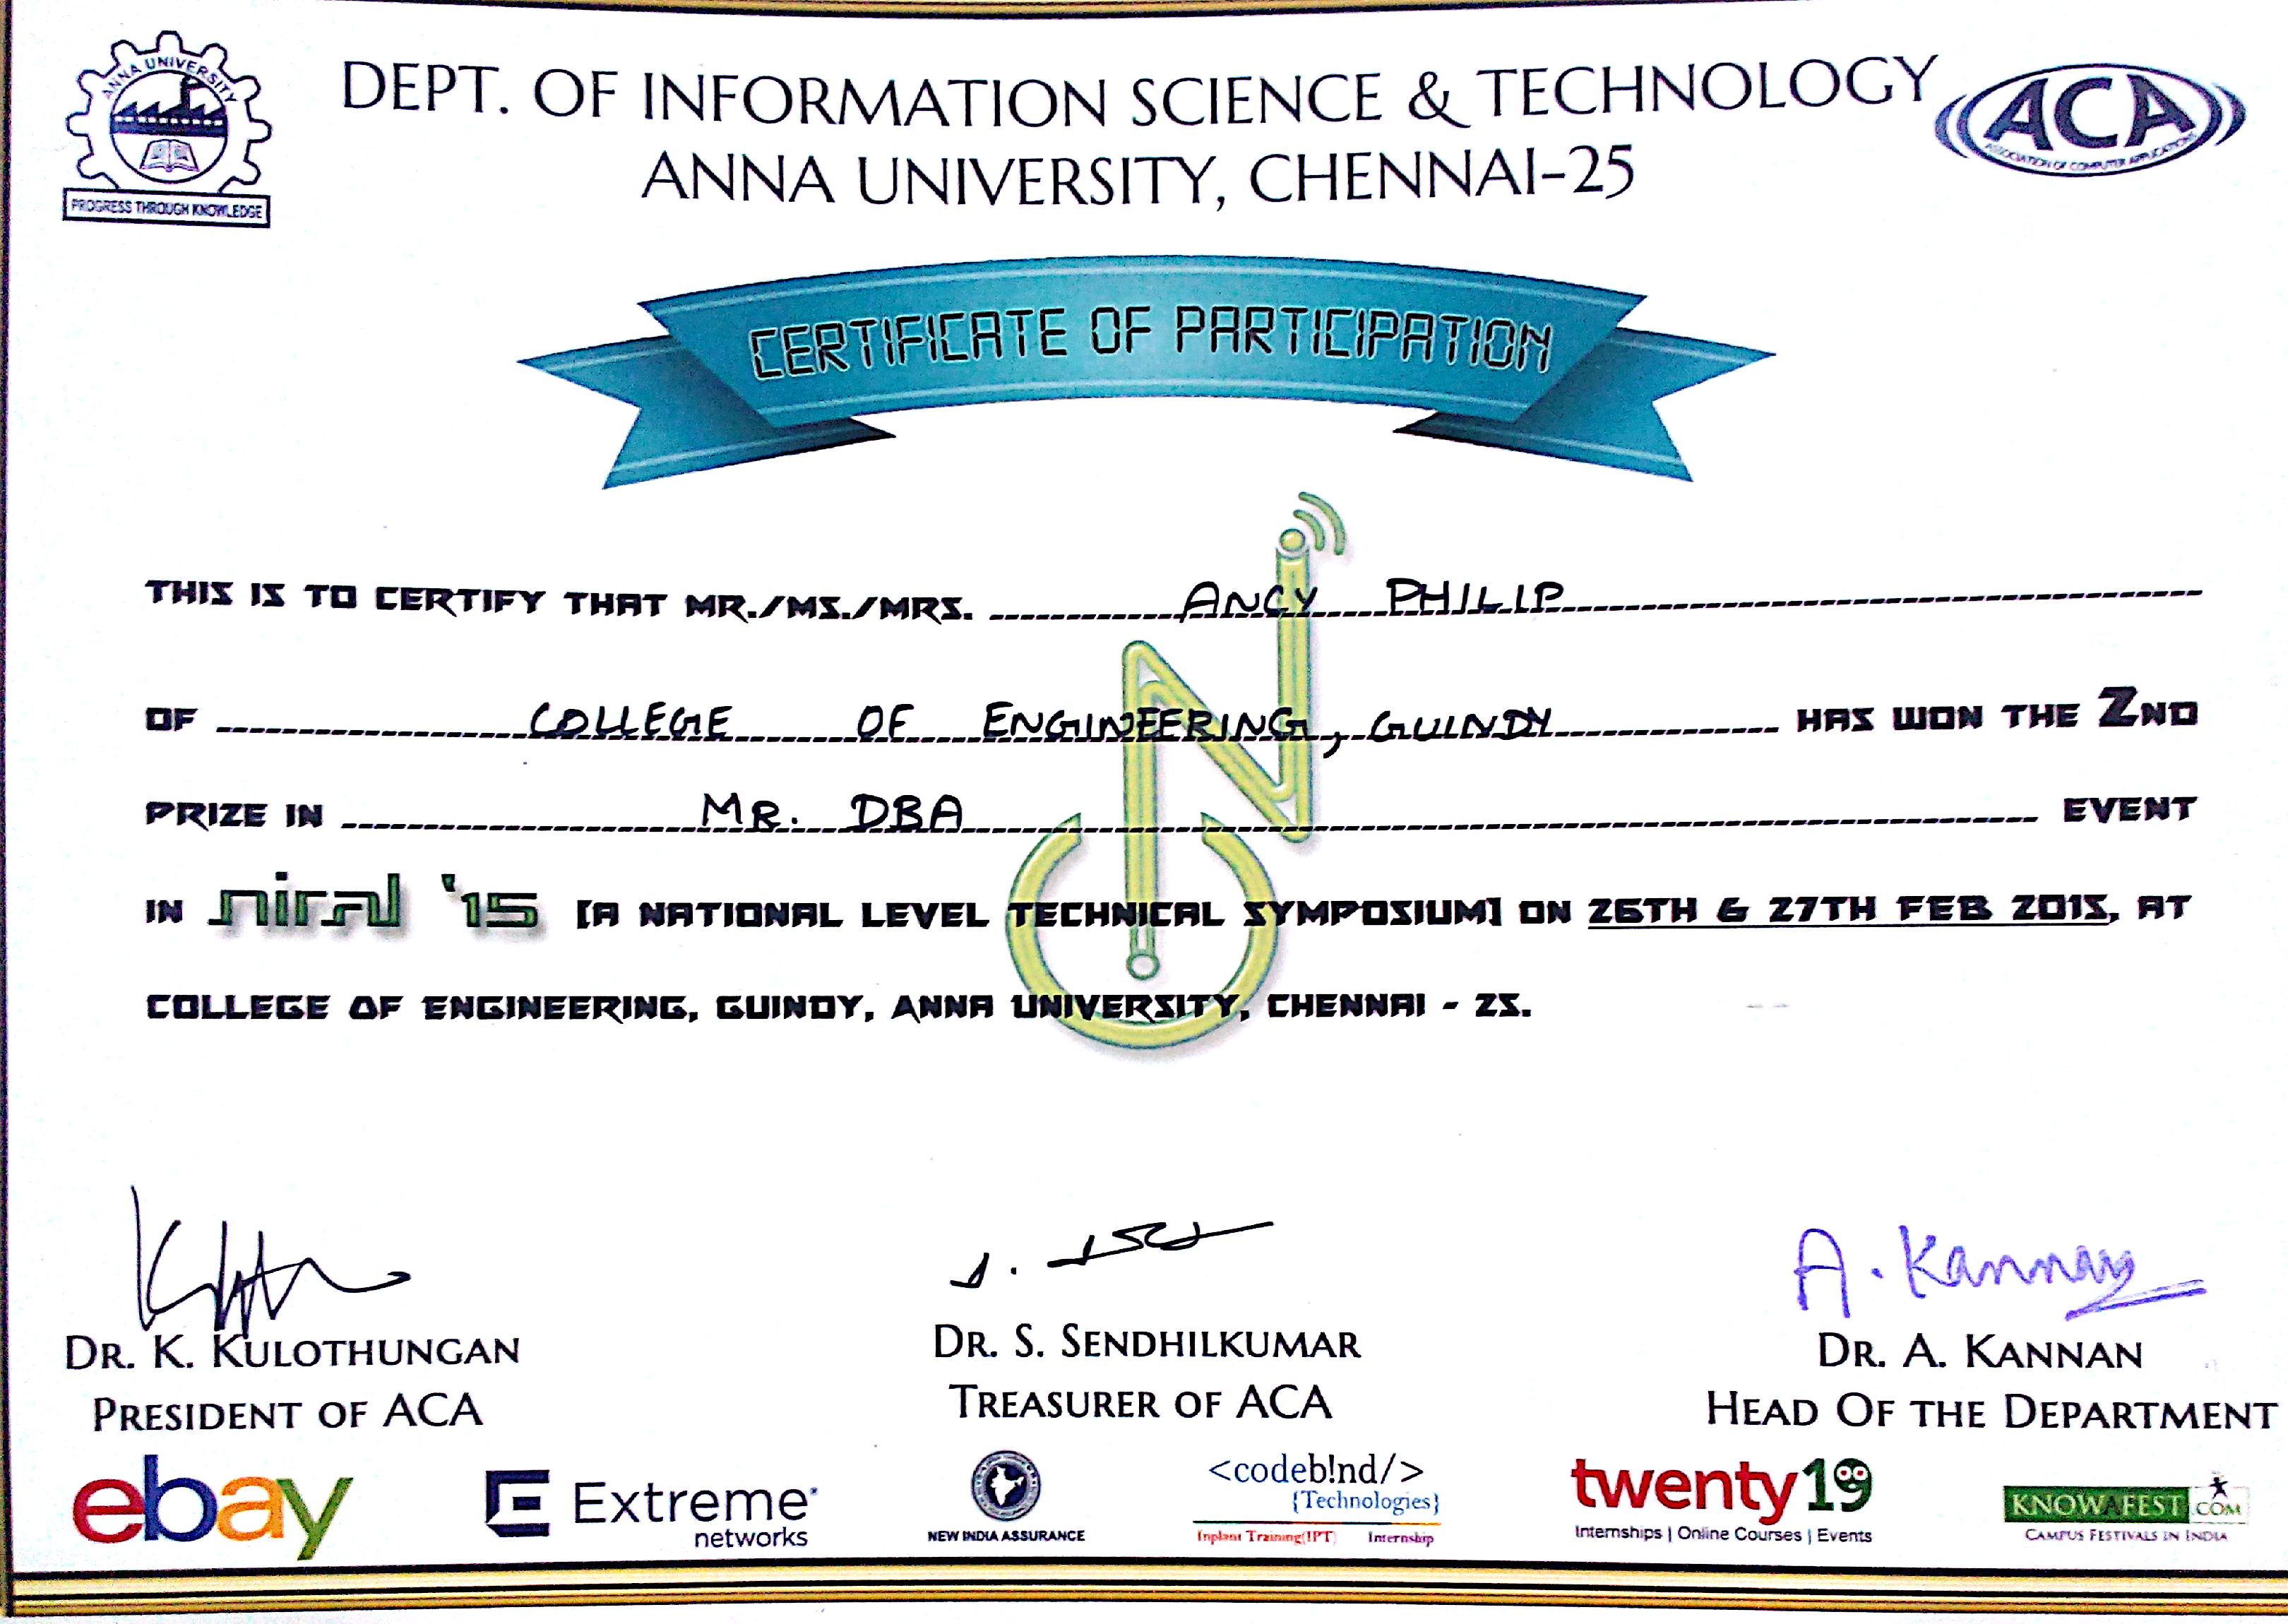 ANNA UNIVERSITY
PROGRESS THROUGH KNOWLEDGE
DEPT. OF INFORMATION SCIENCE & TECHNOLOGY
ANNA UNIVERSITY, CHENNAI-25
ACA
ASSOCIATION OF COMPUTER APPLICATION
CERTIFICATE OF PARTICIPATION
THIS IS TO CERTIFY THAT MR./MS./MRS. ANCY PHILIP
OF COLLEGE OF ENGINEERING, GUINDY HAS WON THE 2ND
PRIZE IN MR. DBA EVENT
IN niral '15 [A NATIONAL LEVEL TECHNICAL SYMPOSIUM] ON 26TH & 27TH FEB 2015, AT
COLLEGE OF ENGINEERING, GUINDY, ANNA UNIVERSITY, CHENNAI - 25.
A. Kannan
DR. K. KULOTHUNGAN
PRESIDENT OF ACA
DR. S. SENDHILKUMAR
TREASURER OF ACA
DR. A. KANNAN
HEAD OF THE DEPARTMENT
ebay
Extreme
networks
NEW INDIA ASSURANCE
<codeb!nd/>
{Technologies}
Inplant Training(IPT) Internship
twenty19
Internships | Online Courses | Events
KNOWAFEST.COM
CAMPUS FESTIVALS IN INDIA